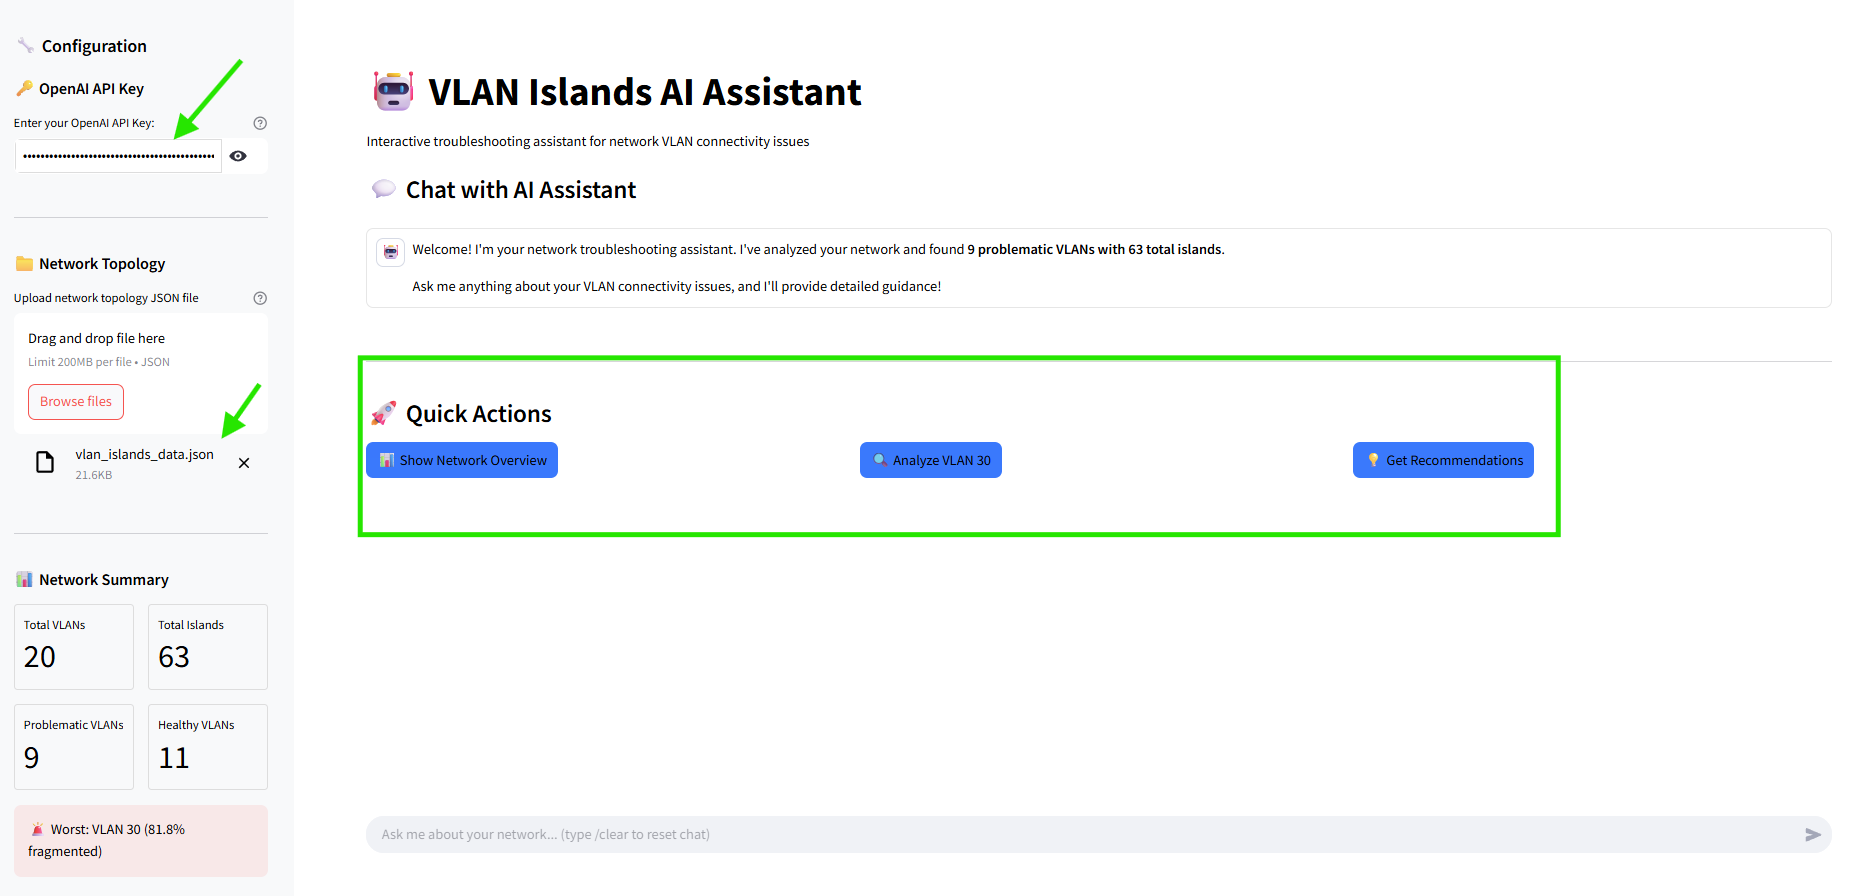 Configuration
OpenAI API Key
Enter your OpenAI API Key:
Network Topology
Upload network topology JSON file
Drag and drop file here
Limit 200MB per file • JSON
Browse files
vlan_islands_data.json
21.6KB
Network Summary
Total VLANs
20
Total Islands
63
Problematic VLANs
9
Healthy VLANs
11
Worst: VLAN 30 (81.8%
fragmented)
VLAN Islands AI Assistant
Interactive troubleshooting assistant for network VLAN connectivity issues
Chat with AI Assistant
Welcome! I'm your network troubleshooting assistant. I've analyzed your network and found 9 problematic VLANs with 63 total islands.
Ask me anything about your VLAN connectivity issues, and I'll provide detailed guidance!
Quick Actions
Show Network Overview
Analyze VLAN 30
Get Recommendations
Ask me about your network... (type /clear to reset chat)